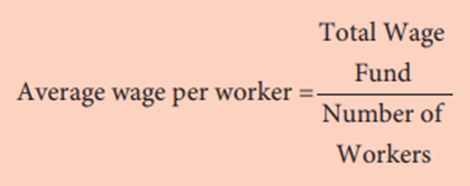 Total Wage
Fund
Average wage per worker =
Number of
Workers